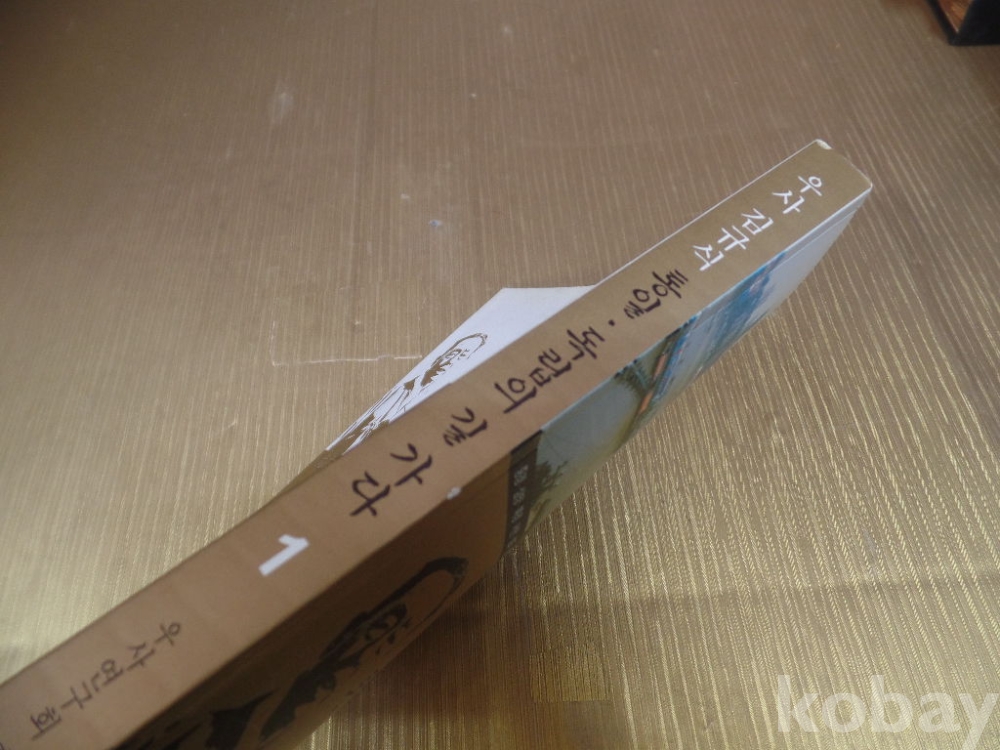 우사 김규식
통일·독립의 길 가다
1
우사연구회
kobay